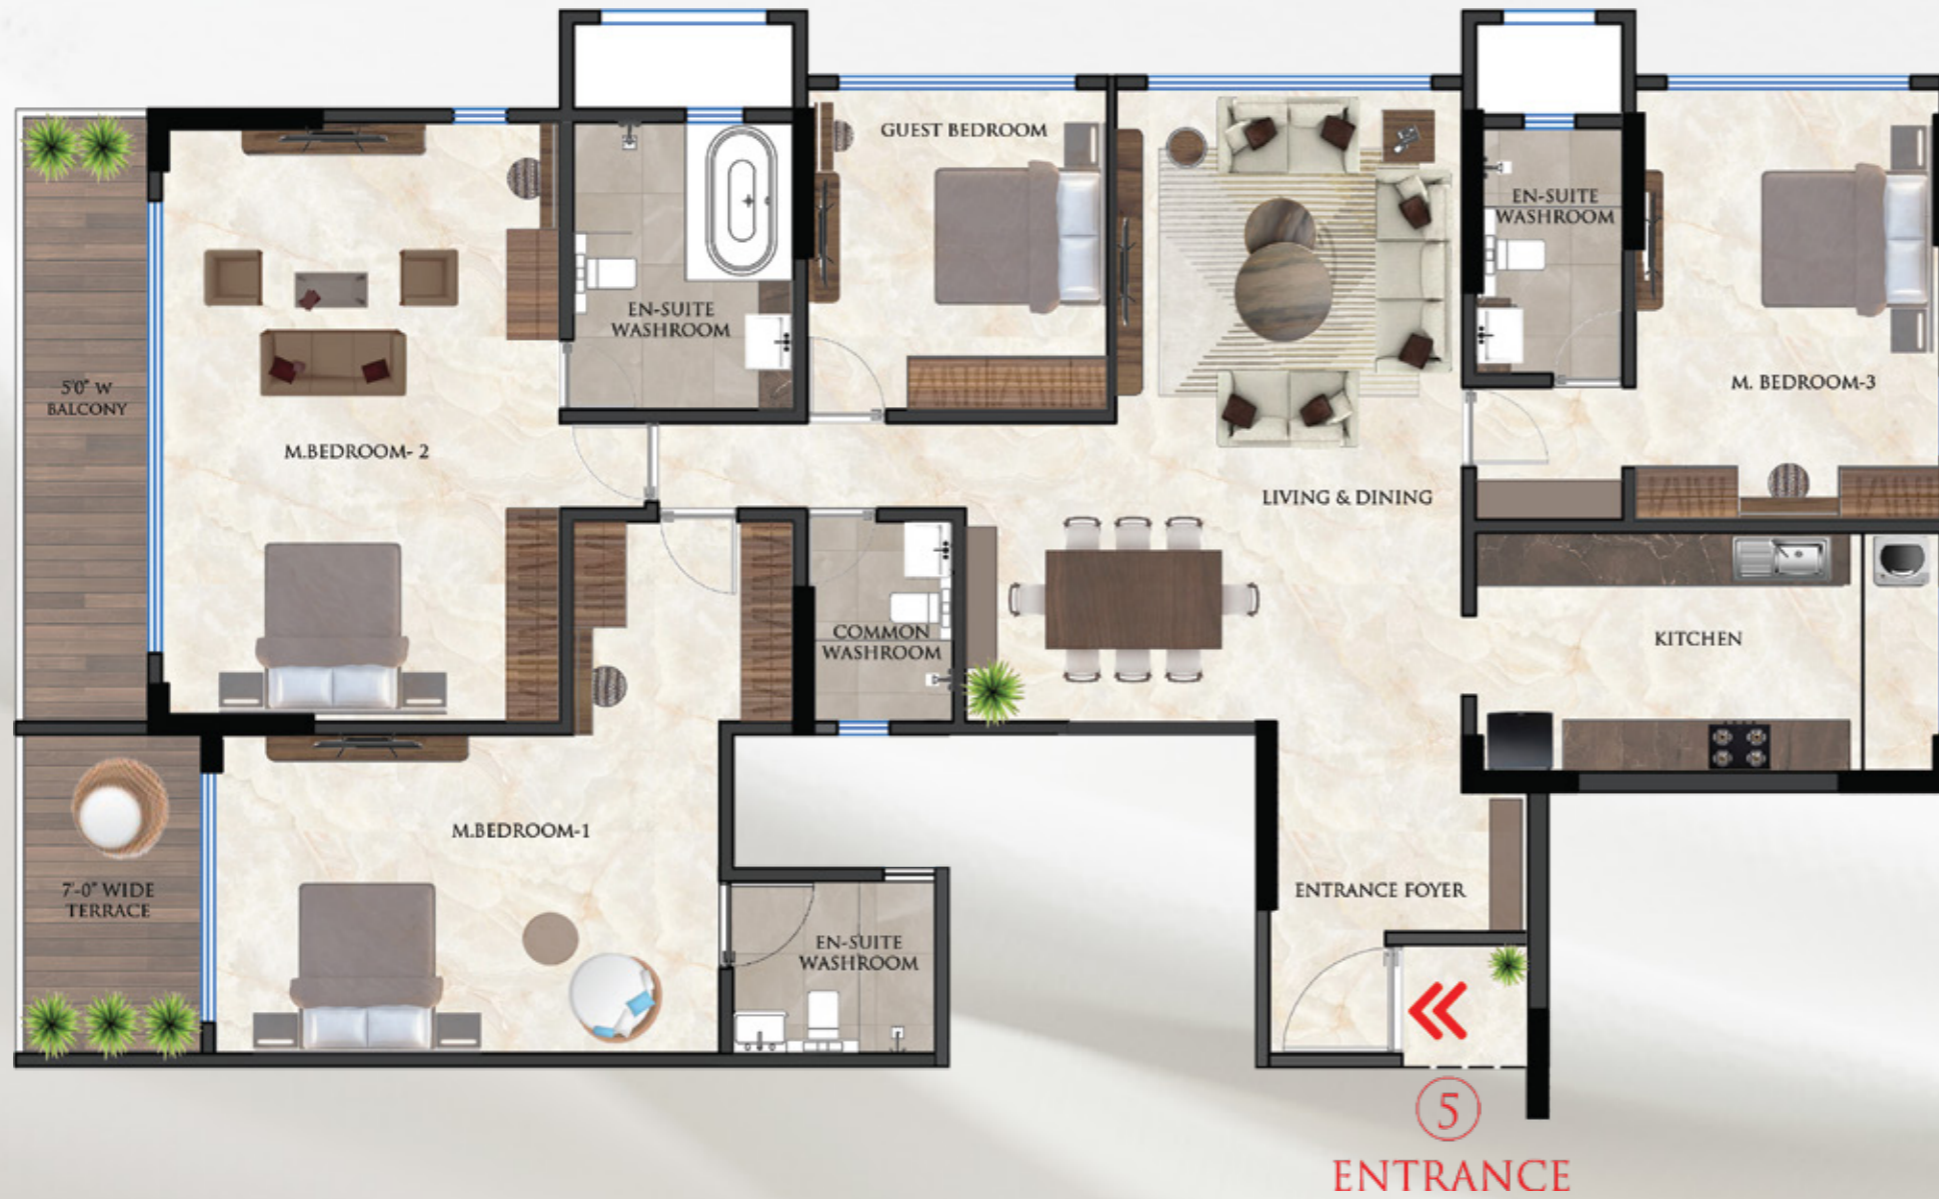 GUEST BEDROOM
EN-SUITE
WASHROOM
EN-SUITE
WASHROOM
5'0" W
BALCONY
M. BEDROOM-3
M.BEDROOM- 2
LIVING & DINING
COMMON
WASHROOM
KITCHEN
M.BEDROOM-1
7'-0" WIDE
TERRACE
ENTRANCE FOYER
EN-SUITE
WASHROOM
5
ENTRANCE